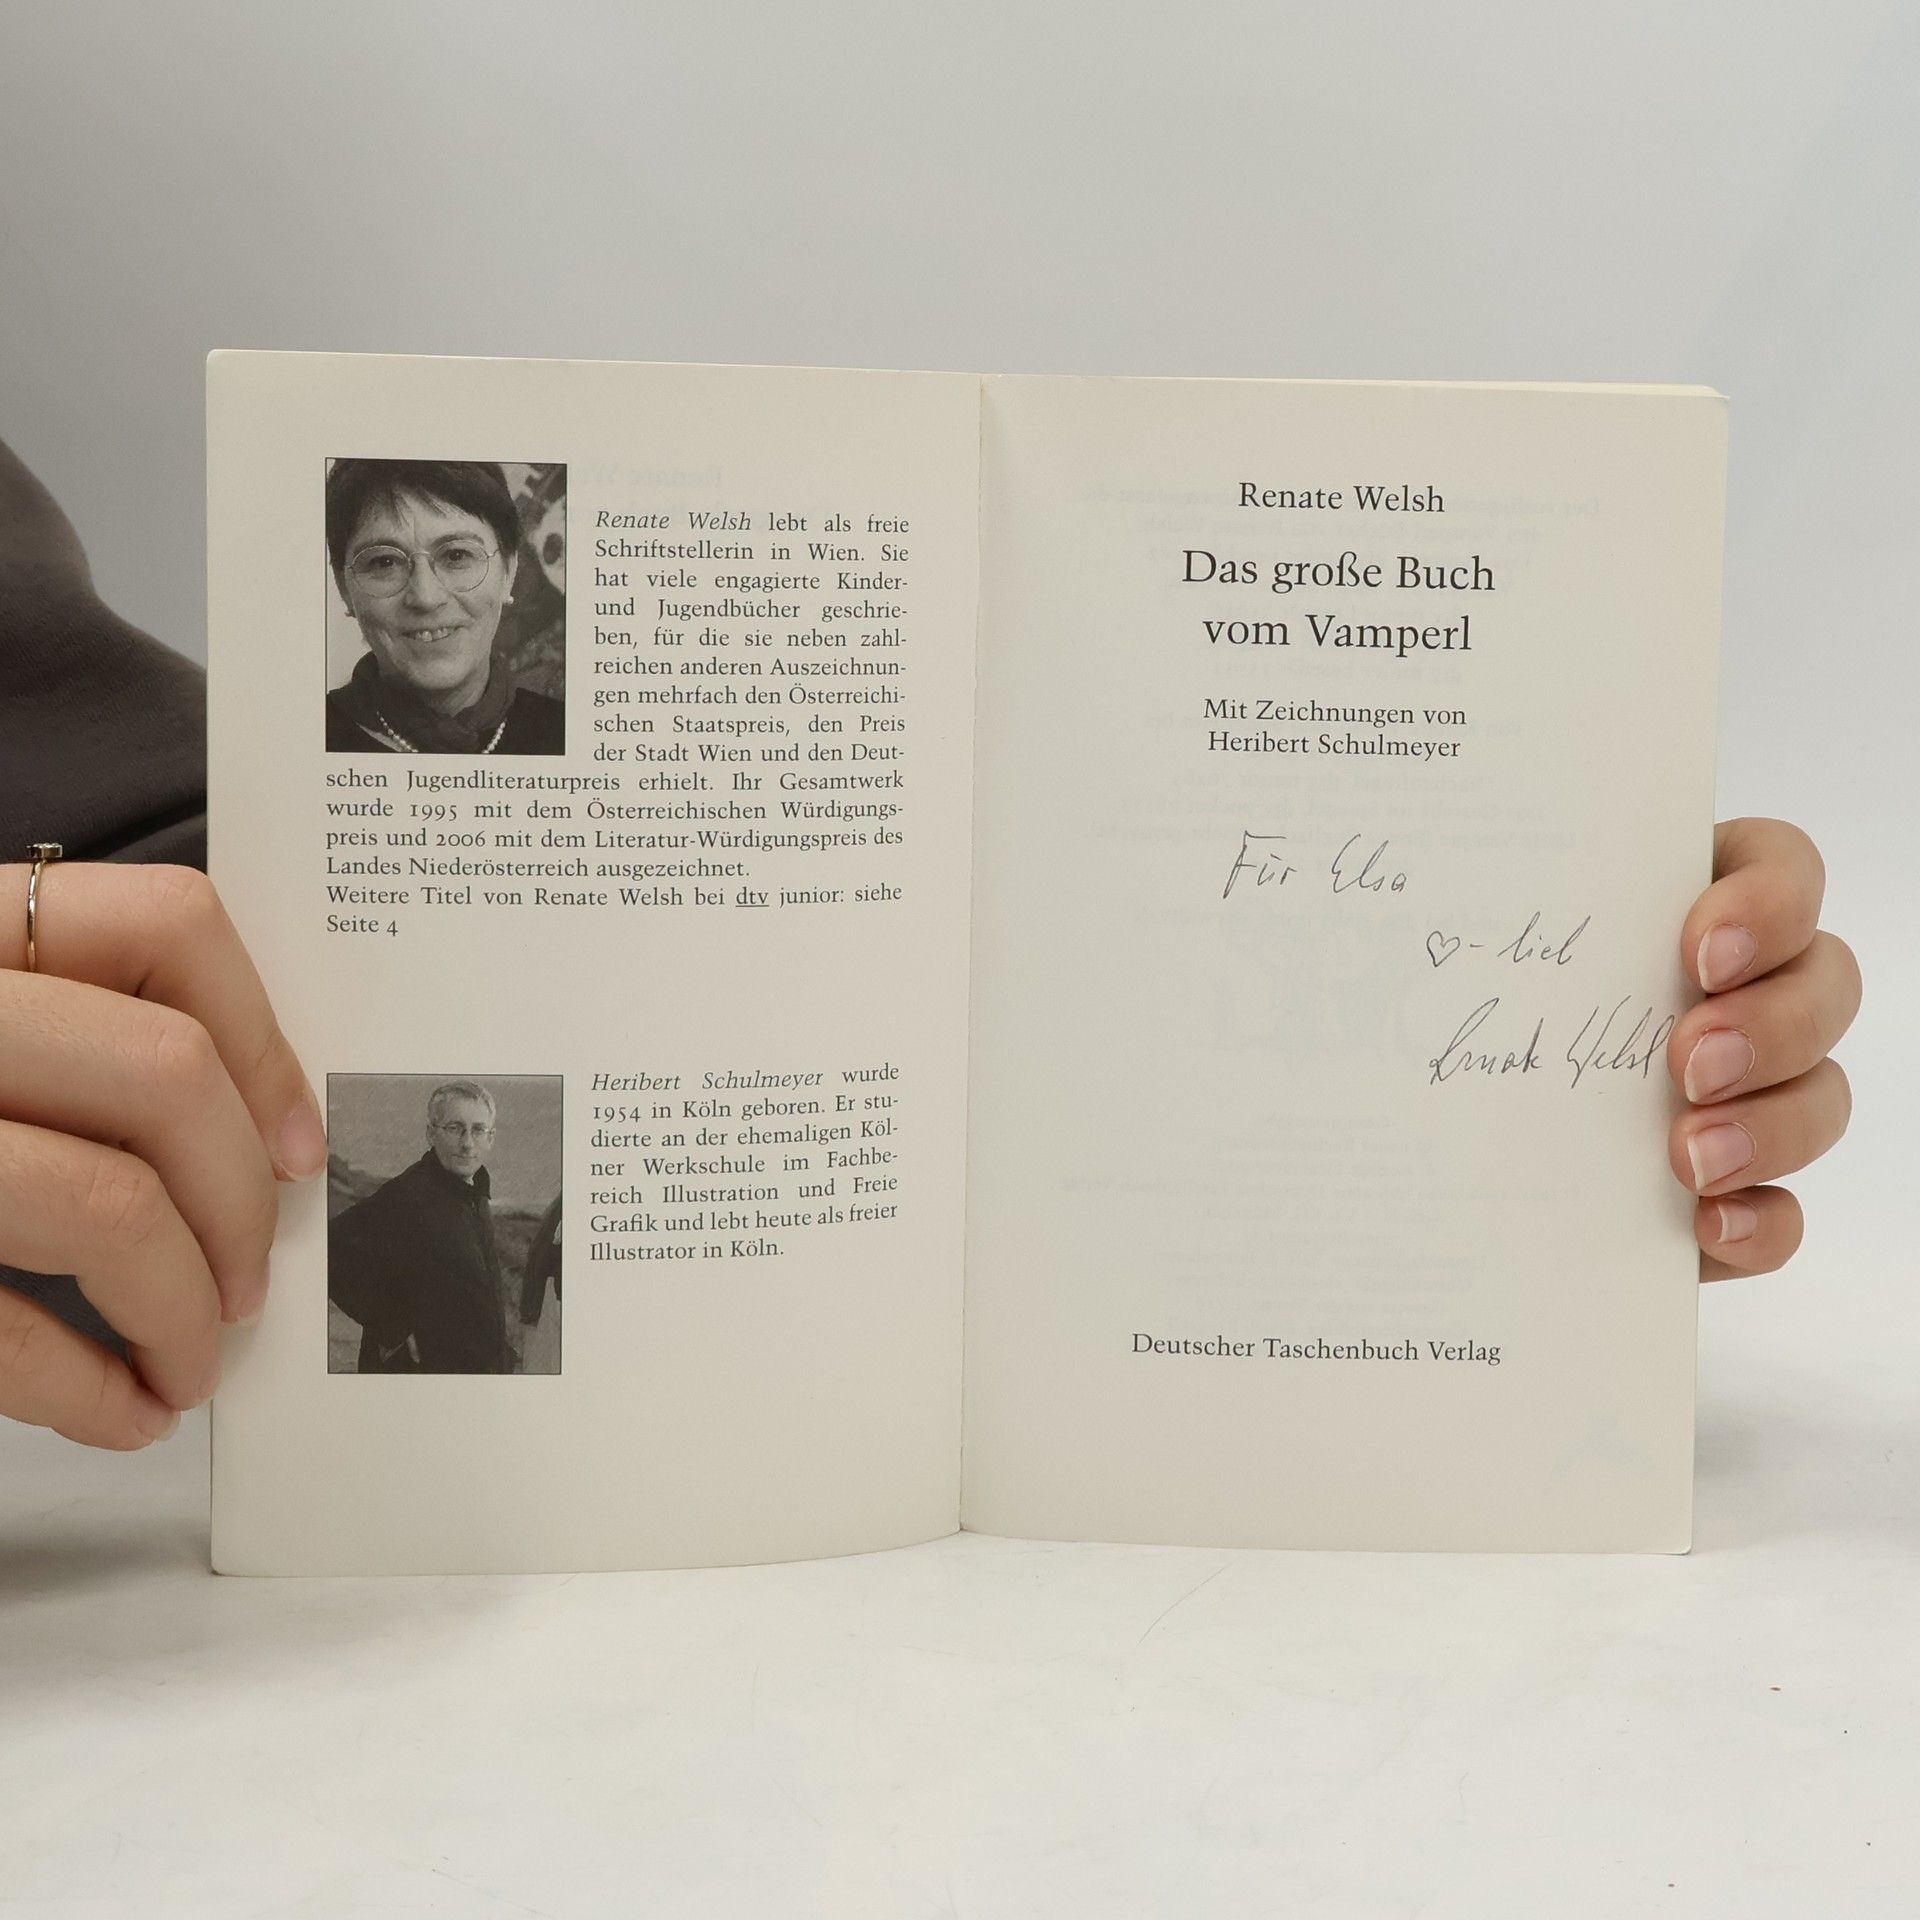 Renate Welsh lebt als freie
Schriftstellerin in Wien. Sie
hat viele engagierte Kinder-
und Jugendbücher geschrie-
ben, für die sie neben zahl-
reichen anderen Auszeichnun-
gen mehrfach den Österreichi-
schen Staatspreis, den Preis
der Stadt Wien und den Deut-
schen Jugendliteraturpreis erhielt. Ihr Gesamtwerk
wurde 1995 mit dem Österreichischen Würdigungs-
preis und 2006 mit dem Literatur-Würdigungspreis des
Landes Niederösterreich ausgezeichnet.
Weitere Titel von Renate Welsh bei dtv junior: siehe
Seite 4
Heribert Schulmeyer wurde
1954 in Köln geboren. Er stu-
dierte an der ehemaligen Köl-
ner Werkschule im Fachbe-
reich Illustration und Freie
Grafik und lebt heute als freier
Illustrator in Köln.
Renate Welsh
Das große Buch
vom Vamperl
Mit Zeichnungen von
Heribert Schulmeyer
Für Elsa
♡-lich
Renate Welsh
Deutscher Taschenbuch Verlag